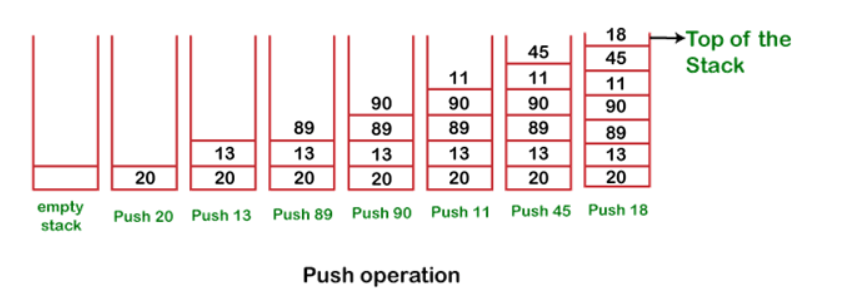 18
Top of the
Stack
45 45
11 11 11
90 90 90 90
89 89 89 89 89
13 13 13 13 13 13
20 20 20 20 20 20 20
empty
stack
Push 20 Push 13 Push 89 Push 90 Push 11 Push 45 Push 18
Push operation